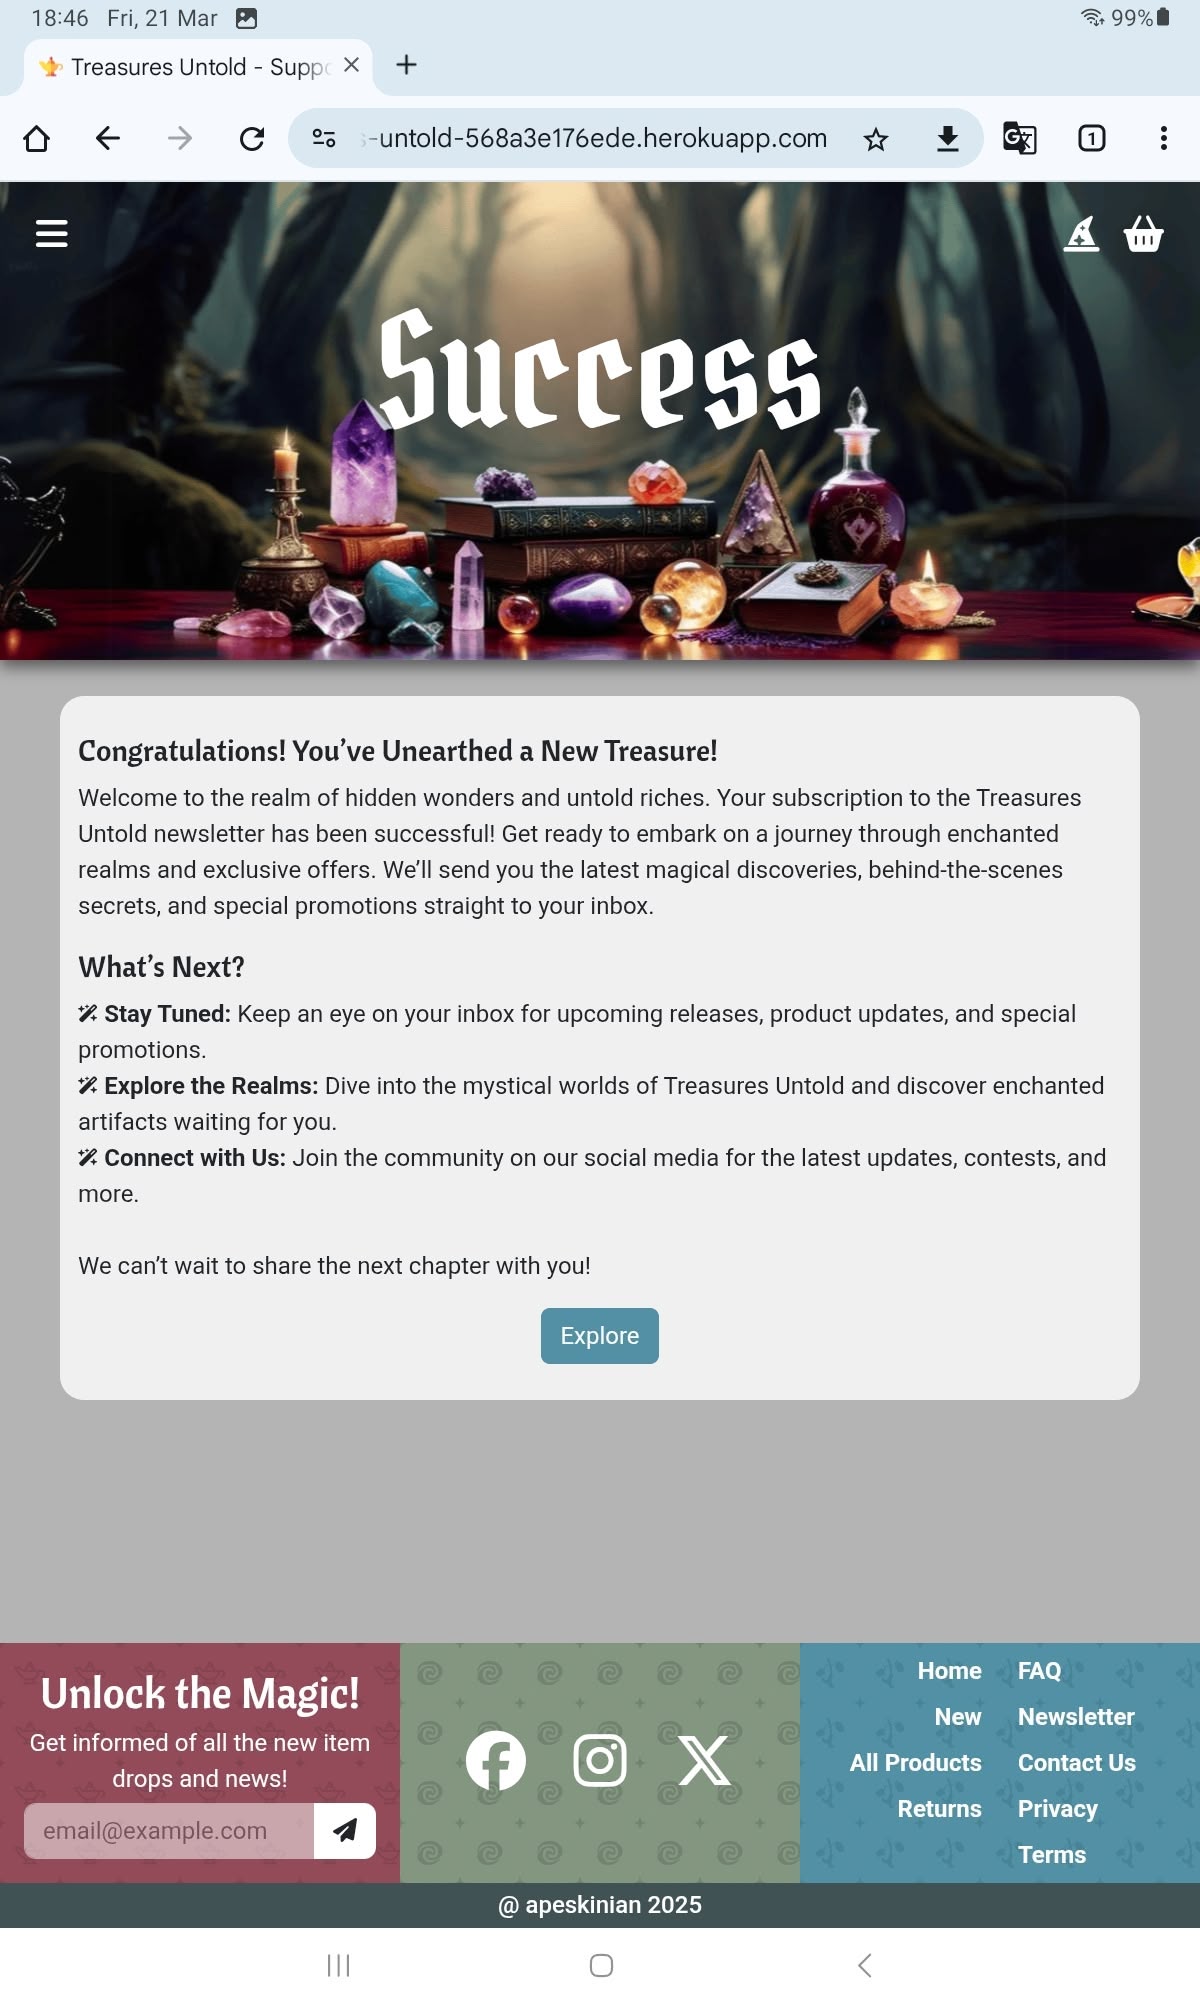 18:46 Fri, 21 Mar 99%
Treasures Untold - Supp
-untold-568a3e176ede.herokuapp.com
1
Success
Congratulations! You’ve Unearthed a New Treasure!
Welcome to the realm of hidden wonders and untold riches. Your subscription to the Treasures
Untold newsletter has been successful! Get ready to embark on a journey through enchanted
realms and exclusive offers. We’ll send you the latest magical discoveries, behind-the-scenes
secrets, and special promotions straight to your inbox.
What’s Next?
Stay Tuned: Keep an eye on your inbox for upcoming releases, product updates, and special
promotions.
Explore the Realms: Dive into the mystical worlds of Treasures Untold and discover enchanted
artifacts waiting for you.
Connect with Us: Join the community on our social media for the latest updates, contests, and
more.
We can’t wait to share the next chapter with you!
Explore
Unlock the Magic!
Get informed of all the new item
drops and news!
email@example.com
Home
New
All Products
Returns
FAQ
Newsletter
Contact Us
Privacy
Terms
@ apeskinian 2025